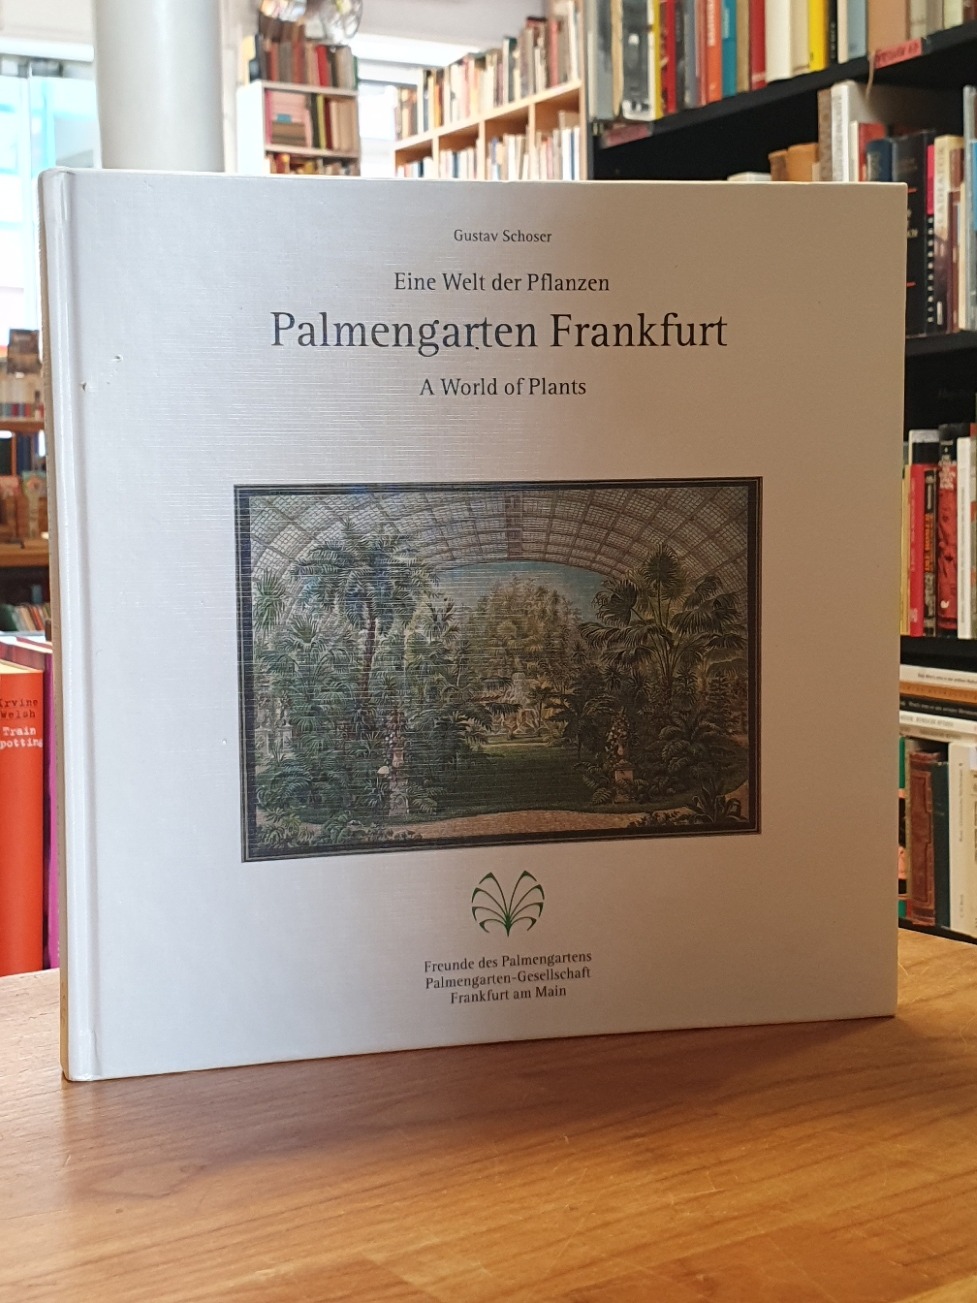 Gustav Schoser
Eine Welt der Pflanzen
Palmengarten Frankfurt
A World of Plants
Freunde des Palmengartens
Palmengarten-Gesellschaft
Frankfurt am Main
Irvine
Welsh
Train
spotting